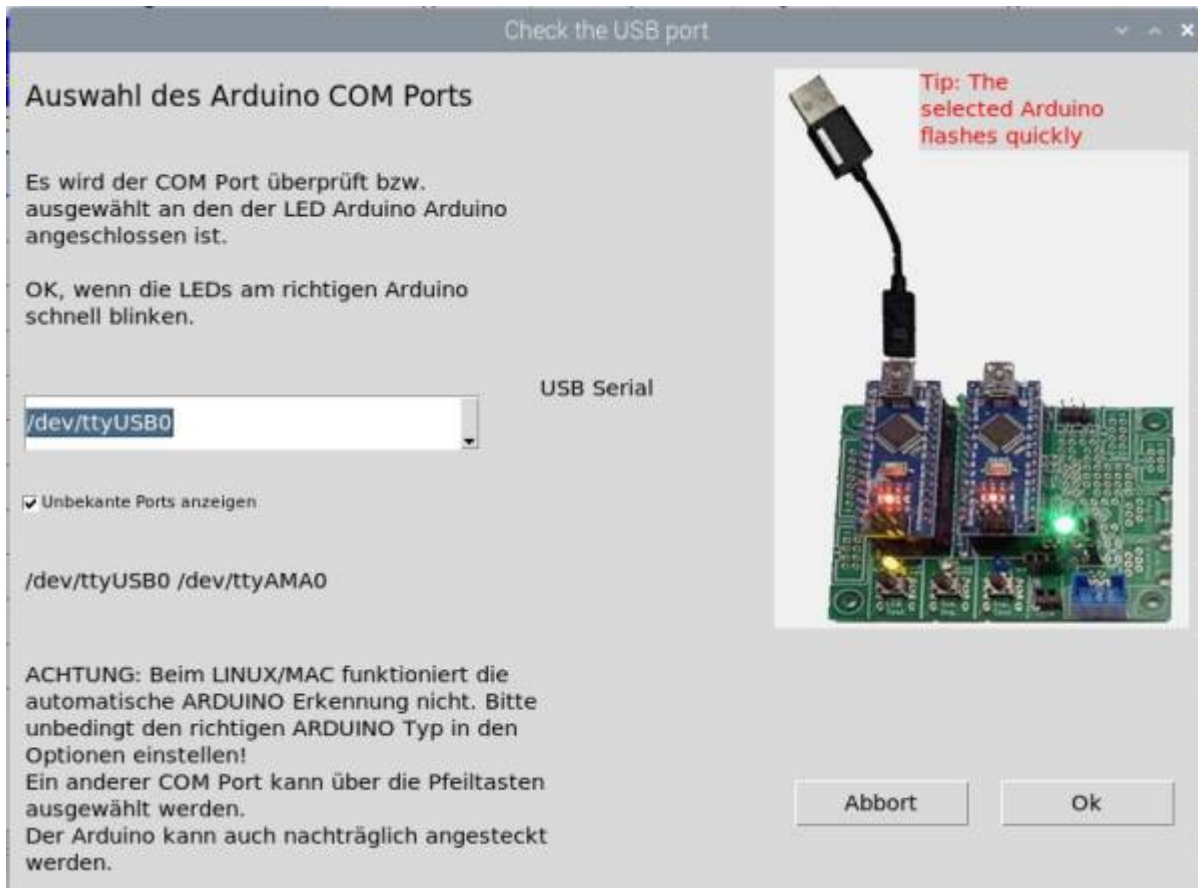 Check the USB port
Auswahl des Arduino COM Ports
Tip: The
selected Arduino
flashes quickly
Es wird der COM Port überprüft bzw.
ausgewählt an den der LED Arduino Arduino
angeschlossen ist.
OK, wenn die LEDs am richtigen Arduino
schnell blinken.
USB Serial
/dev/ttyUSB0
Unbekante Ports anzeigen
/dev/ttyUSB0 /dev/ttyAMA0
ACHTUNG: Beim LINUX/MAC funktioniert die
automatische ARDUINO Erkennung nicht. Bitte
unbedingt den richtigen ARDUINO Typ in den
Optionen einstellen!
Ein anderer COM Port kann über die Pfeiltasten
ausgewählt werden.
Der Arduino kann auch nachträglich angesteckt
werden.
Abbort
Ok